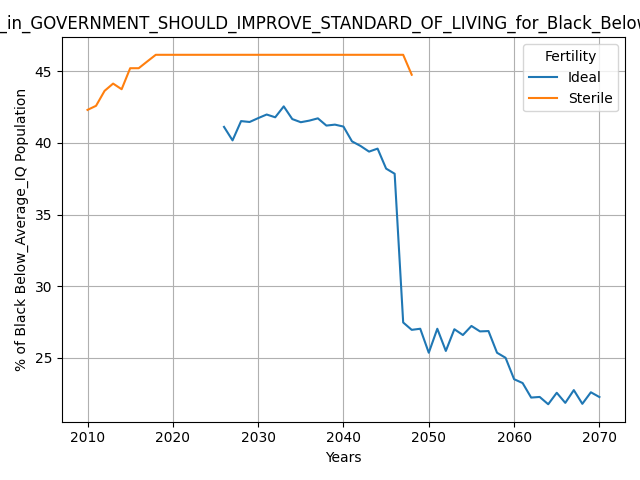 _in_GOVERNMENT_SHOULD_IMPROVE_STANDARD_OF_LIVING_for_Black_Below
Fertility
Ideal
Sterile
% of Black Below_Average_IQ Population
45
40
35
30
25
2010 2020 2030 2040 2050 2060 2070
Years